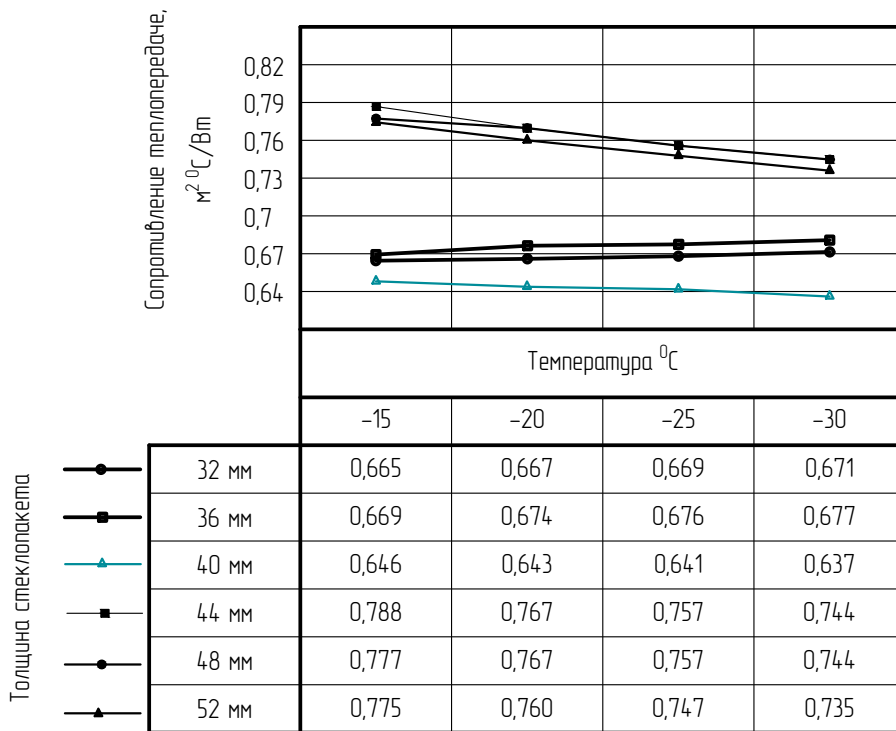 Сопротивление теплопередаче,
м² ⁰С/Вт
0,82
0,79
0,76
0,73
0,7
0,67
0,64
Температура ⁰С
-15 -20 -25 -30
Толщина стеклопакета
32 мм 0,665 0,667 0,669 0,671
36 мм 0,669 0,674 0,676 0,677
40 мм 0,646 0,643 0,641 0,637
44 мм 0,788 0,767 0,757 0,744
48 мм 0,777 0,767 0,757 0,744
52 мм 0,775 0,760 0,747 0,735